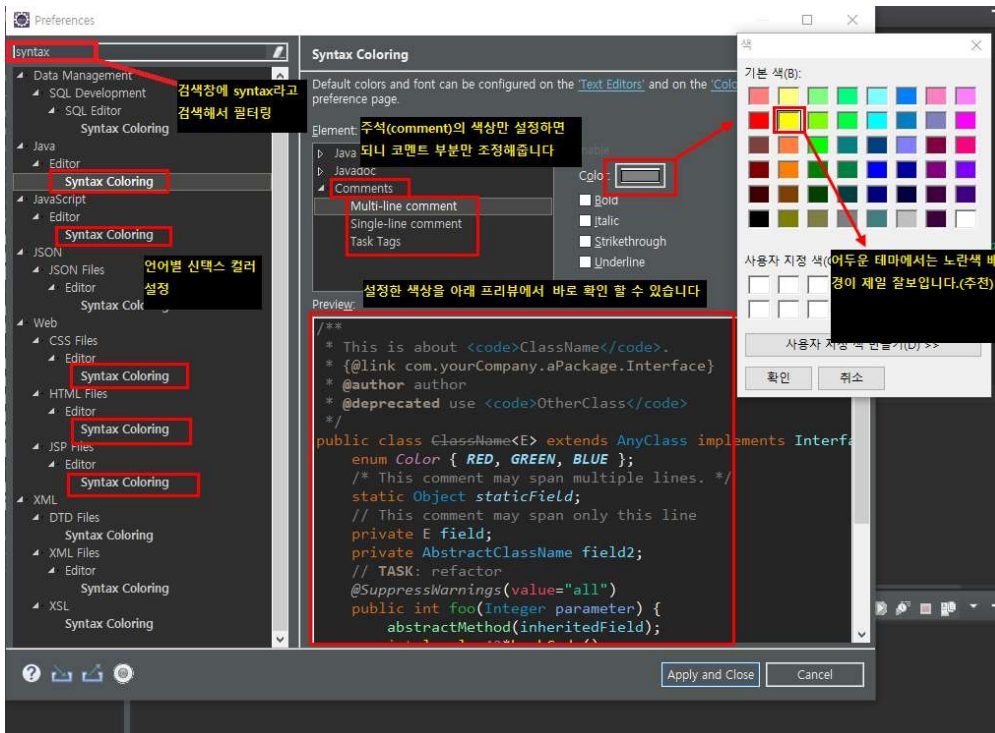 Preferences
syntax
Data Management
SQL Development
SQL Editor
Syntax Coloring
Java
Editor
Syntax Coloring
JavaScript
Editor
Syntax Coloring
JSON
JSON Files
Editor
Syntax Col
Web
CSS Files
Editor
Syntax Coloring
HTML Files
Editor
Syntax Coloring
JSP Files
Editor
Syntax Coloring
XML
DTD Files
Syntax Coloring
XML Files
Editor
Syntax Coloring
XSL
Syntax Coloring
검색창에 syntax라고
검색해서 필터링
언어별 신택스 컬러
설정
Syntax Coloring
Default colors and font can be configured on the 'Text Editors' and on the 'Colo
preference page.
Element:
주석(comment)의 색상만 설정하면
되니 코멘트 부분만 조정해줍니다
Java
Javadoc
Comments
Multi-line comment
Single-line comment
Task Tags
Enable
Color:
Bold
Italic
Strikethrough
Underline
설정한 색상을 아래 프리뷰에서 바로 확인 할 수 있습니다
Preview:
/**
* This is about <code>ClassName</code>.
* {@link com.yourCompany.aPackage.Interface}
* @author author
* @deprecated use <code>OtherClass</code>
*/
public class ClassName<E> extends AnyClass implements Interfa
enum Color { RED, GREEN, BLUE };
/* This comment may span multiple lines. */
static Object staticField;
// This comment may span only this line
private E field;
private AbstractClassName field2;
// TASK: refactor
@SuppressWarnings(value="all")
public int foo(Integer parameter) {
abstractMethod(inheritedField);
Apply and Close
Cancel
색
기본 색(B):
사용자 지정 색(
어두운 테마에서는 노란색 배
경이 제일 잘보입니다.(추천)
사용자 지정 색 만들기(D) >>
확인
취소